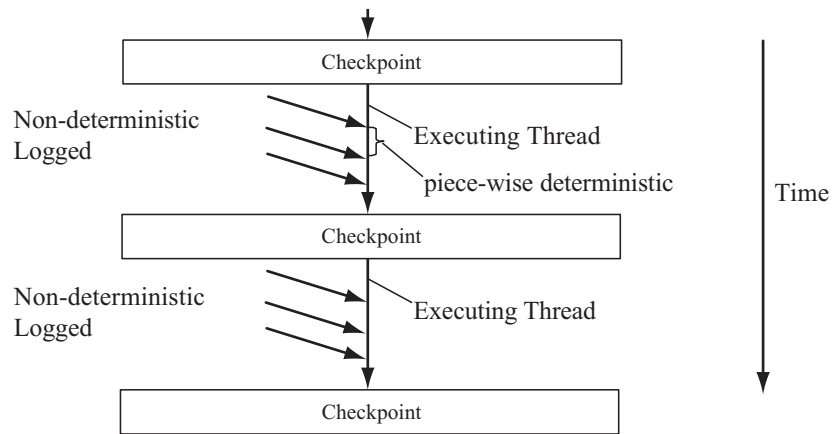 Checkpoint
Non-deterministic
Logged
Executing Thread
piece-wise deterministic
Time
Checkpoint
Non-deterministic
Logged
Executing Thread
Checkpoint